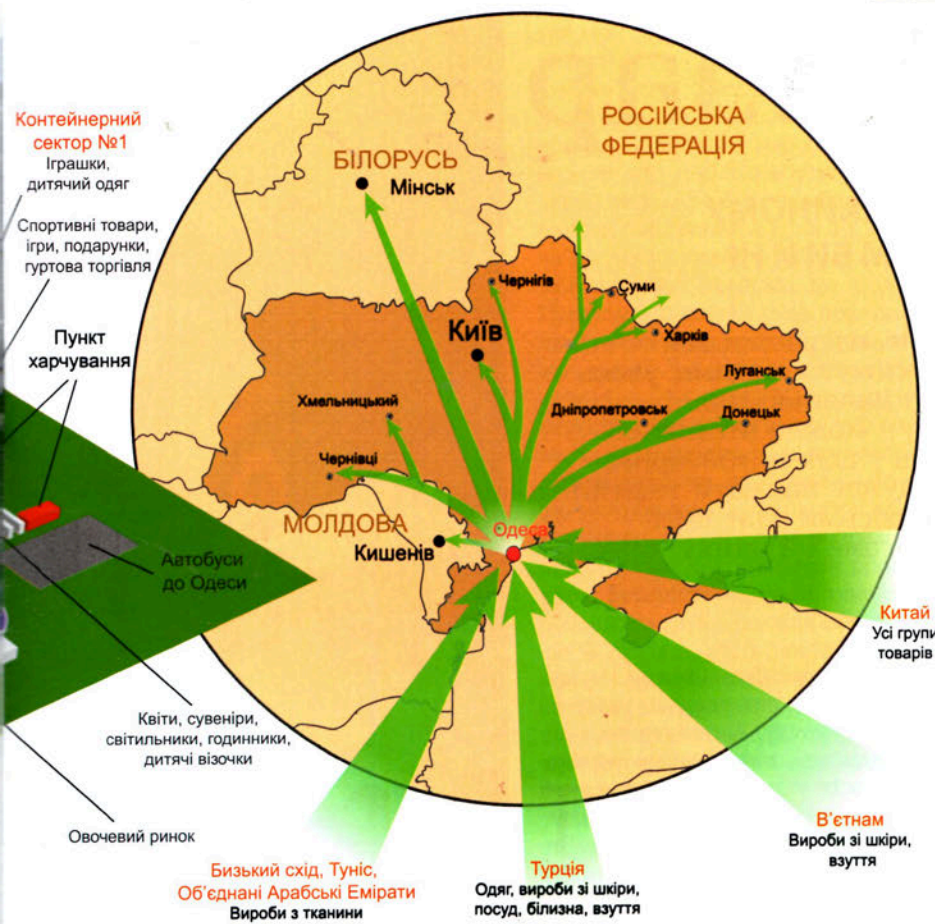 Контейнерний
сектор №1
Іграшки,
дитячий одяг
Спортивні товари,
ігри, подарунки,
гуртова торгівля
Пункт
харчування
Автобуси
до Одеси
Квіти, сувеніри,
світильники, годинники,
дитячі візочки
Овочевий ринок
РОСІЙСЬКА
ФЕДЕРАЦІЯ
БІЛОРУСЬ
Мінськ
Чернігів
Суми
Київ
Харків
Луганськ
Хмельницький
Дніпропетровськ
Донецьк
Чернівці
МОЛДОВА
Одеса
Кишенів
Китай
Усі групи
товарів
В'єтнам
Вироби зі шкіри,
взуття
Бизький схід, Туніс,
Об'єднані Арабські Емірати
Вироби з тканини
Турція
Одяг, вироби зі шкіри,
посуд, білизна, взуття